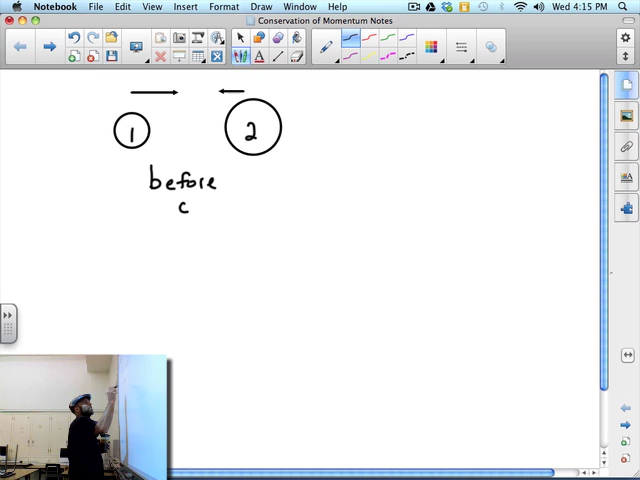 Notebook File Edit View Insert Format Draw Window Help Wed 4:15 PM
Conservation of Momentum Notes
1 2
before
c